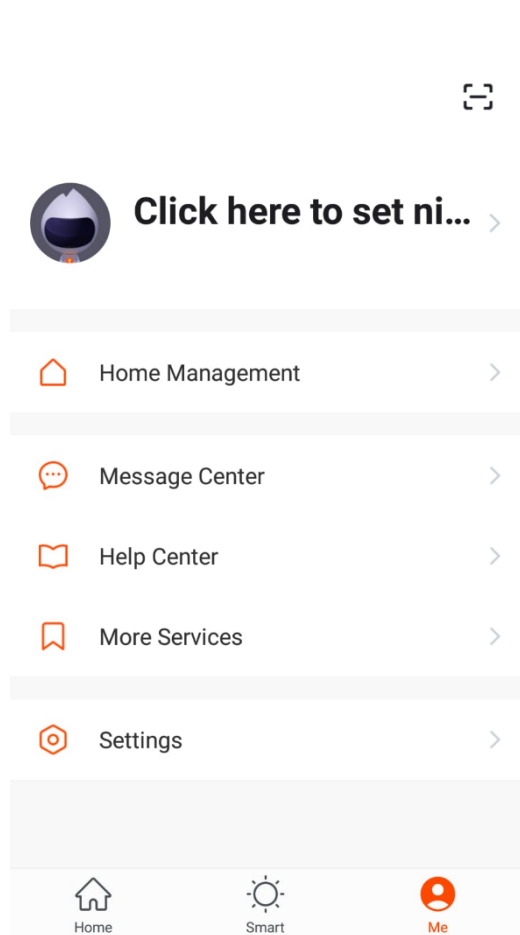 Click here to set ni...
Home Management
Message Center
Help Center
More Services
Settings
Home
Smart
Me